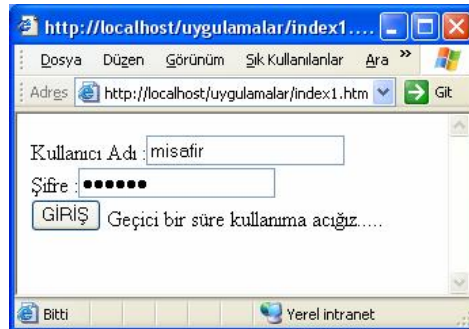 http://localhost/uygulamalar/index1....
Dosya Düzen Görünüm Sık Kullanılanlar Ara »
Adres http://localhost/uygulamalar/index1.htm Git
Kullanıcı Adı : misafir
Şifre : ●●●●●●
GİRİŞ Geçici bir süre kullanıma acığız.....
Bitti Yerel intranet